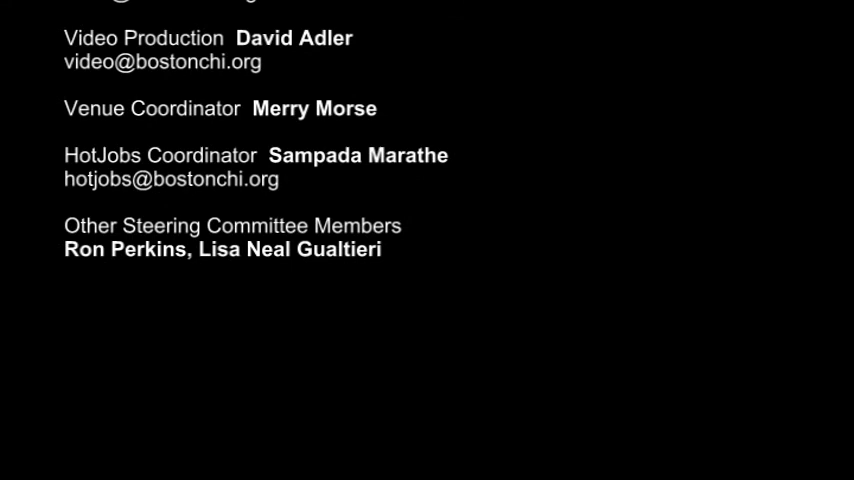 Video Production David Adler
video@bostonchi.org
Venue Coordinator Merry Morse
HotJobs Coordinator Sampada Marathe
hotjobs@bostonchi.org
Other Steering Committee Members
Ron Perkins, Lisa Neal Gualtieri